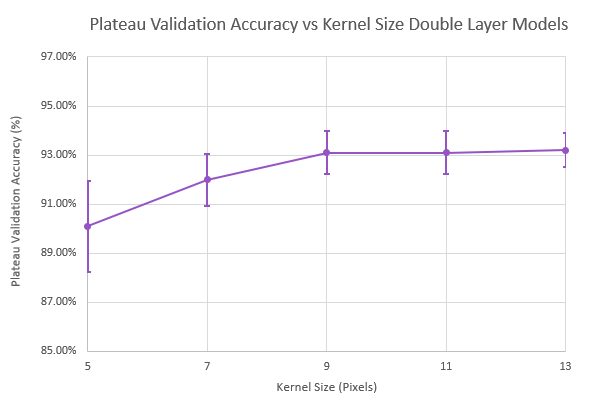 Plateau Validation Accuracy vs Kernel Size Double Layer Models
97.00%
95.00%
93.00%
91.00%
89.00%
87.00%
85.00%
Plateau Validation Accuracy (%)
5 7 9 11 13
Kernel Size (Pixels)